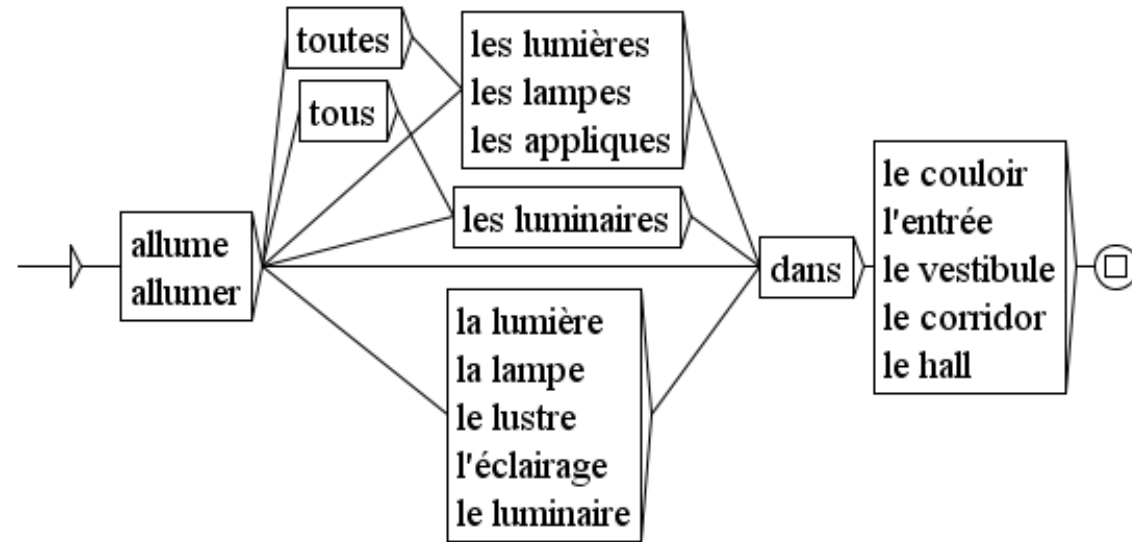 toutes
tous
les lumières
les lampes
les appliques
les luminaires
allume
allumer
la lumière
la lampe
le lustre
l'éclairage
le luminaire
dans
le couloir
l'entrée
le vestibule
le corridor
le hall